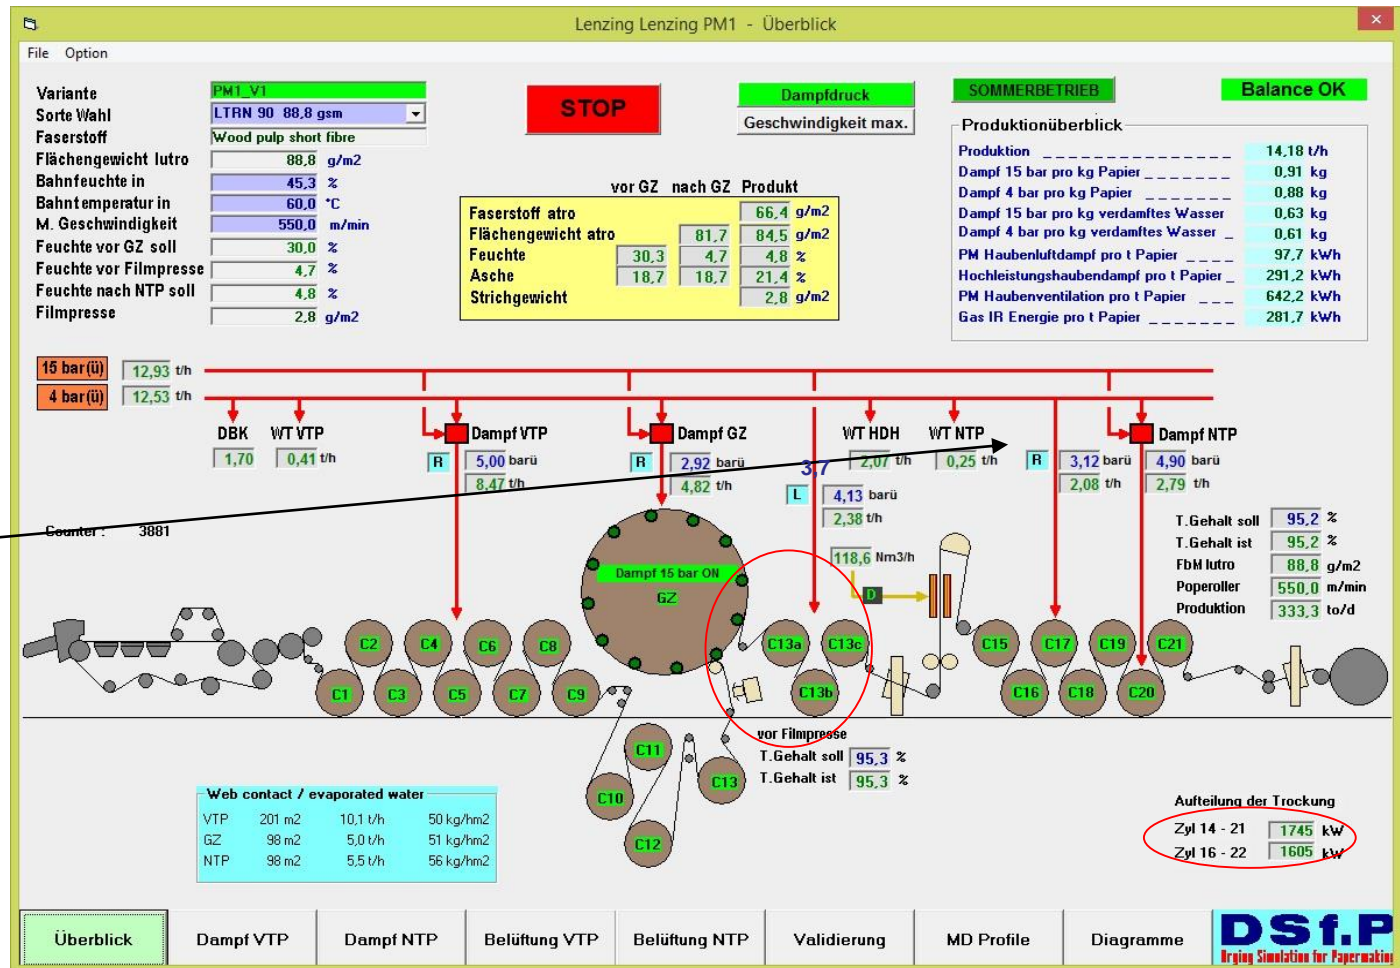 Lenzing Lenzing PM1 - Überblick
File Option
Variante PM1_V1
Sorte Wahl LTRN 90 88,8 gsm
Faserstoff Wood pulp short fibre
Flächengewicht lutro 88,8 g/m2
Bahnfeuchte in 45,3 %
Bahntemperatur in 60,0 °C
M. Geschwindigkeit 550,0 m/min
Feuchte vor GZ soll 30,0 %
Feuchte vor Filmpresse 4,7 %
Feuchte nach NTP soll 4,8 %
Filmpresse 2,8 g/m2
STOP
Dampfdruck
Geschwindigkeit max.
vor GZ nach GZ Produkt
Faserstoff atro 66,4 g/m2
Flächengewicht atro 81,7 84,5 g/m2
Feuchte 30,3 4,7 4,8 %
Asche 18,7 18,7 21,4 %
Strichgewicht 2,8 g/m2
SOMMERBETRIEB
Balance OK
Produktionüberblick
Produktion 14,18 t/h
Dampf 15 bar pro kg Papier 0,91 kg
Dampf 4 bar pro kg Papier 0,88 kg
Dampf 15 bar pro kg verdamftes Wasser 0,63 kg
Dampf 4 bar pro kg verdamftes Wasser 0,61 kg
PM Haubenluftdampf pro t Papier 97,7 kWh
Hochleistungshaubendampf pro t Papier 291,2 kWh
PM Haubenventilation pro t Papier 642,2 kWh
Gas IR Energie pro t Papier 281,7 kWh
15 bar(ü) 12,93 t/h
4 bar(ü) 12,53 t/h
DBK WT VTP Dampf VTP Dampf GZ WT HDH WT NTP Dampf NTP
1,70 0,41 t/h R 5,00 barü R 2,92 barü 3,7 2,07 t/h 0,25 t/h R 3,12 barü 4,90 barü
8,47 t/h 4,82 t/h 2,08 t/h 2,79 t/h
L 4,13 barü
2,38 t/h
Counter : 3881
118,6 Nm3/h
D
T.Gehalt soll 95,2 %
T.Gehalt ist 95,2 %
FbM lutro 88,8 g/m2
Poperoller 550,0 m/min
Produktion 333,3 to/d
Dampf 15 bar ON
GZ
C2 C4 C6 C8 C13a C13c C15 C17 C19 C21
C1 C3 C5 C7 C9 C13b C16 C18 C20
C11 C13
C10
C12
vor Filmpresse
T.Gehalt soll 95,3 %
T.Gehalt ist 95,3 %
Web contact / evaporated water
VTP 201 m2 10,1 t/h 50 kg/hm2
GZ 98 m2 5,0 t/h 51 kg/hm2
NTP 98 m2 5,5 t/h 56 kg/hm2
Aufteilung der Trockung
Zyl 14 - 21 1745 kW
Zyl 16 - 22 1605 kW
Überblick Dampf VTP Dampf NTP Belüftung VTP Belüftung NTP Validierung MD Profile Diagramme
DSf.P
Drying Simulation for Papermakin